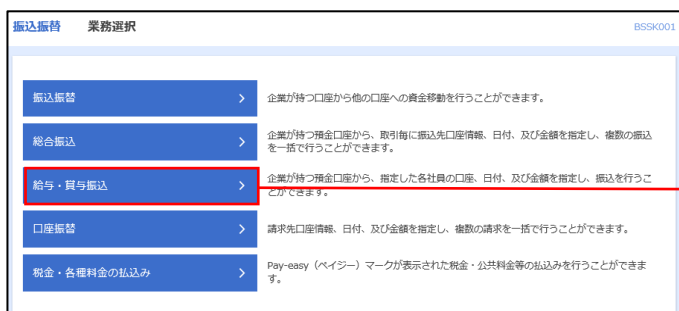 振込振替 業務選択 BSSK001
振込振替 企業が持つ口座から他の口座への資金移動を行うことができます。
総合振込 企業が持つ預金口座から、取引毎に振込先口座情報、日付、及び金額を指定し、複数の振込
を一括で行うことができます。
給与・賞与振込 企業が持つ預金口座から、指定した各社員の口座、日付、及び金額を指定し、振込を行うこ
とができます。
口座振替 請求先口座情報、日付、及び金額を指定し、複数の請求を一括で行うことができます。
税金・各種料金の払込み Pay-easy（ペイジー）マークが表示された税金・公共料金等の払込みを行うことができま
す。